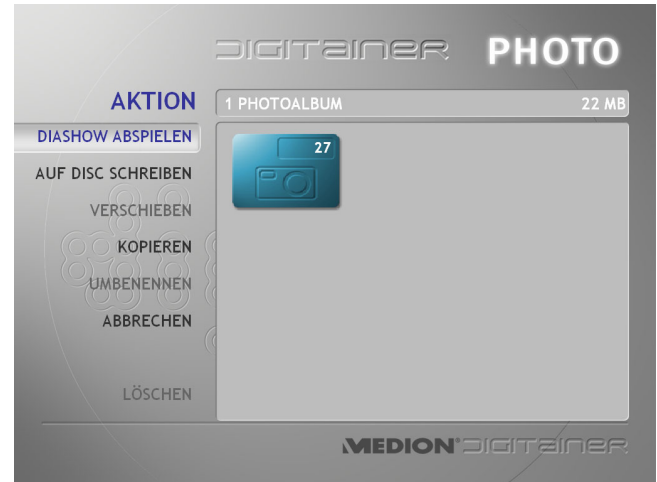 DIGITAINER PHOTO
AKTION
1 PHOTOALBUM 22 MB
DIASHOW ABSPIELEN
27
AUF DISC SCHREIBEN
VERSCHIEBEN
KOPIEREN
UMBENENNEN
ABBRECHEN
LÖSCHEN
MEDION® DIGITAINER